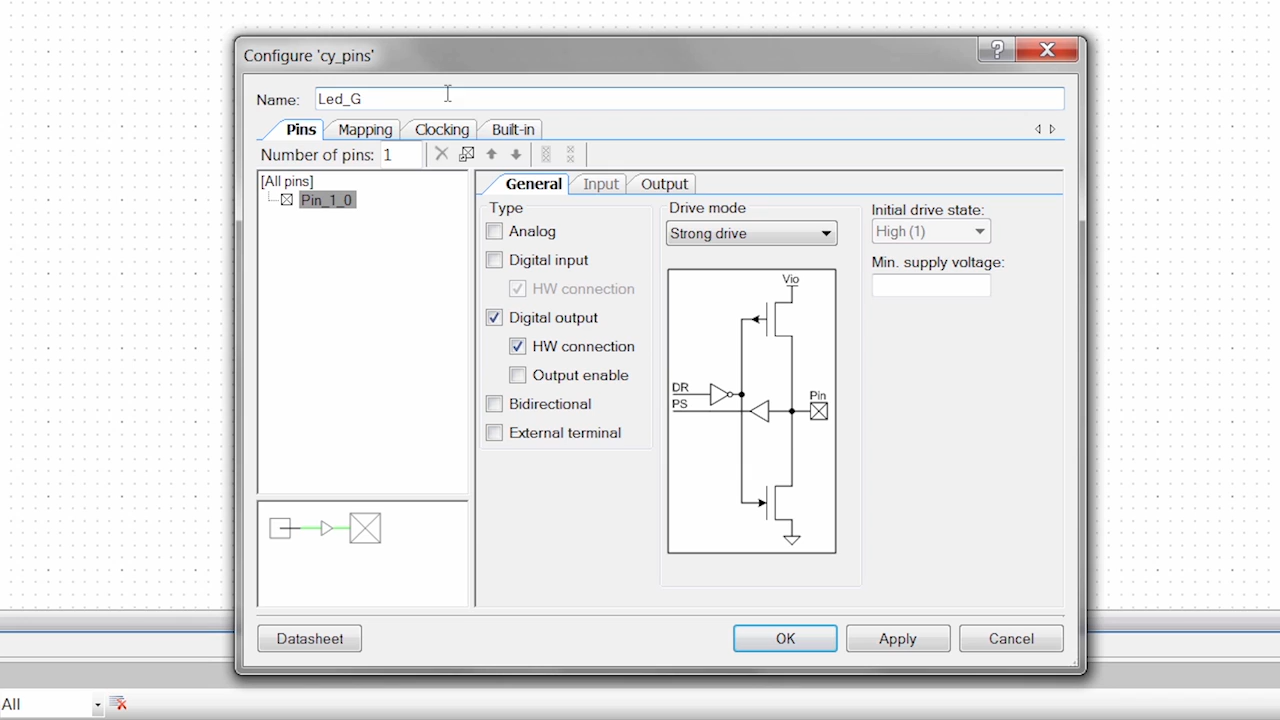 Configure 'cy_pins'
Name: Led_G
Pins Mapping Clocking Built-in
Number of pins: 1
[All pins]
Pin_1_0
General Input Output
Type
Analog
Digital input
HW connection
Digital output
HW connection
Output enable
Bidirectional
External terminal
Drive mode
Strong drive
Vio
DR
PS
Pin
Initial drive state:
High (1)
Min. supply voltage:
Datasheet OK Apply Cancel
All